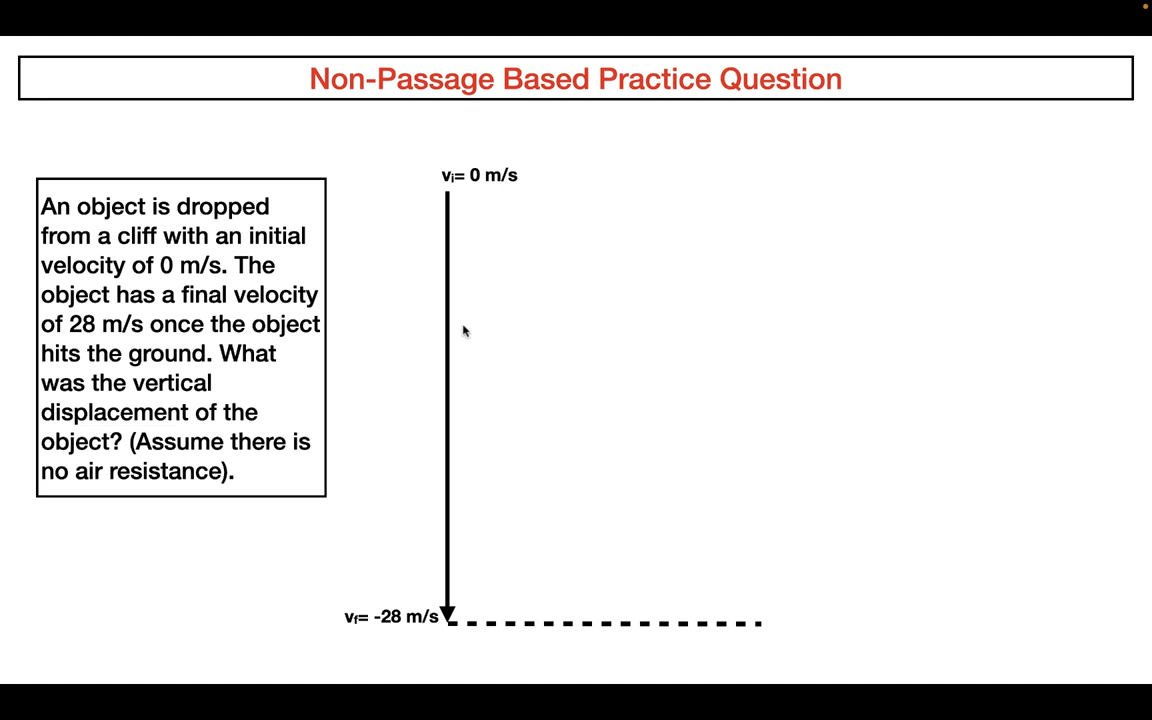 Non-Passage Based Practice Question
vᵢ= 0 m/s
An object is dropped
from a cliff with an initial
velocity of 0 m/s. The
object has a final velocity
of 28 m/s once the object
hits the ground. What
was the vertical
displacement of the
object? (Assume there is
no air resistance).
vf= -28 m/s